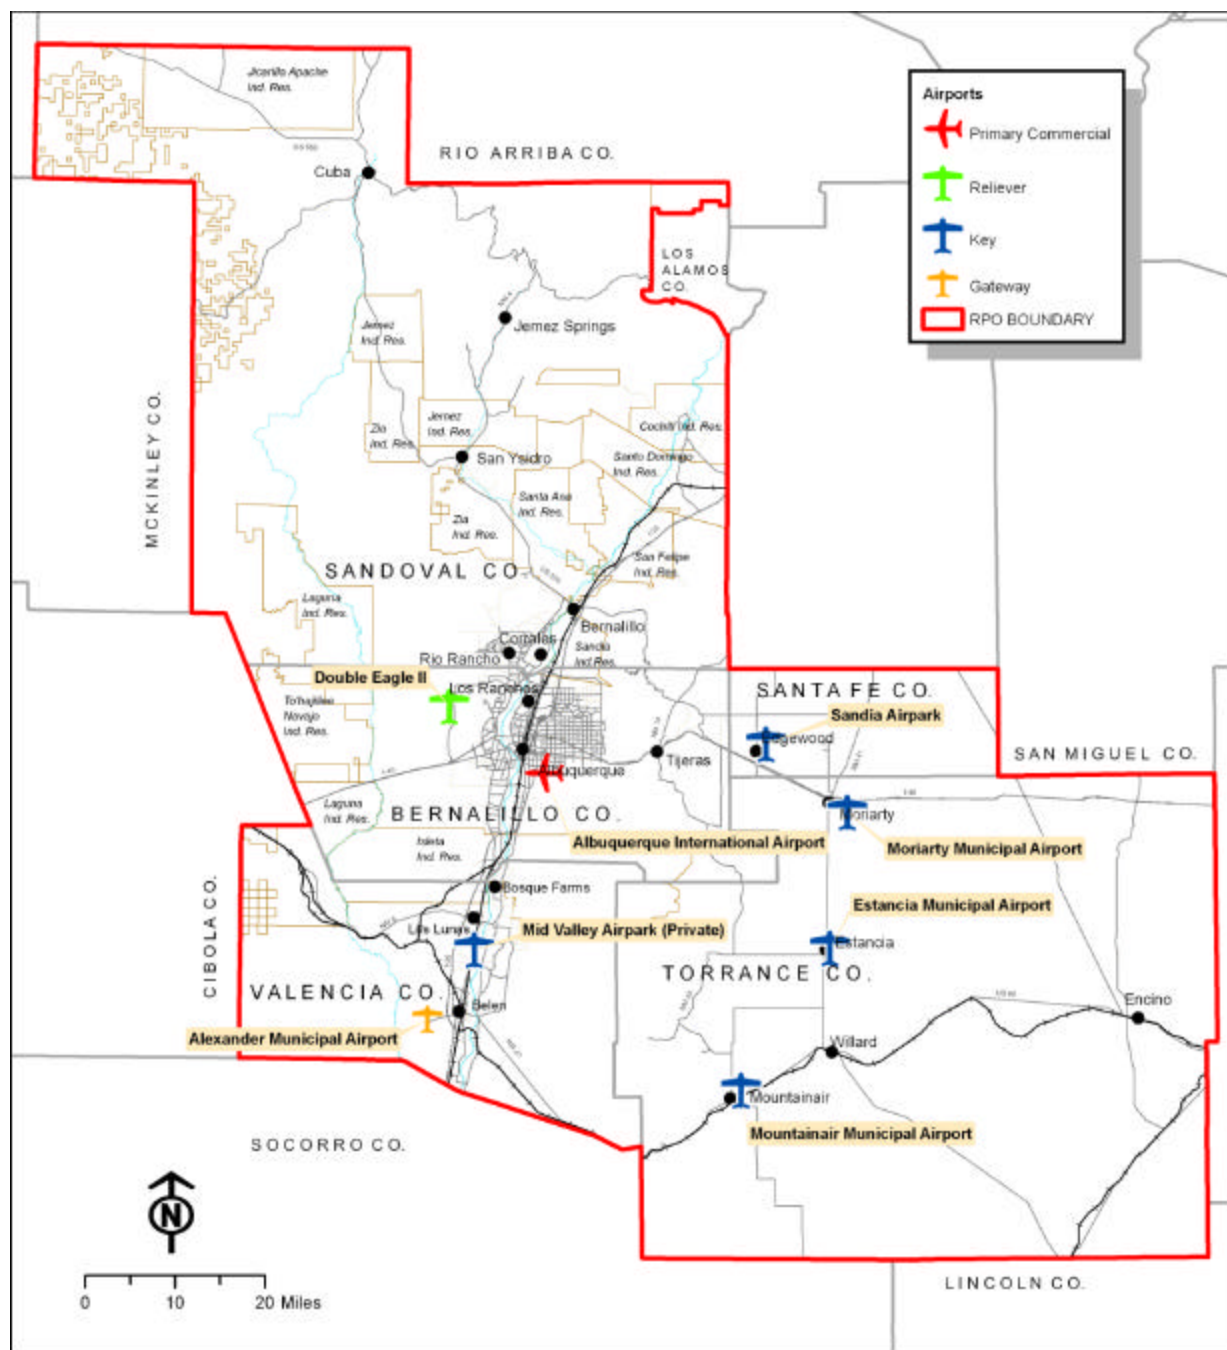 Jicarilla Apache
Ind. Res.
Airports
Primary Commercial
Reliever
Key
Gateway
RPO BOUNDARY
RIO ARRIBA CO.
Cuba
LOS
ALAMOS
CO.
Jemez Springs
Jemez
Ind. Res.
MCKINLEY CO.
Zia
Ind. Res.
Jemez
Ind. Res.
Cochiti Ind. Res.
San Ysidro
Santo Domingo
Ind. Res.
Santa Ana
Ind. Res.
Zia
Ind. Res.
San Felipe
Ind. Res.
SANDOVAL CO.
Laguna
Ind. Res.
Bernalillo
Corrales
Sandia
Ind. Res.
Rio Rancho
Double Eagle II
Los Ranchos
To'hajiilee
Navajo
Ind. Res.
SANTA FE CO.
Sandia Airpark
Edgewood
SAN MIGUEL CO.
Tijeras
Albuquerque
Laguna
Ind. Res.
BERNALILLO CO.
Moriarty
Isleta
Ind. Res.
Albuquerque International Airport
Moriarty Municipal Airport
Bosque Farms
CIBOLA CO.
Estancia Municipal Airport
Los Lunas
Mid Valley Airpark (Private)
Estancia
TORRANCE CO.
VALENCIA CO.
Belen
Encino
Alexander Municipal Airport
Willard
Mountainair
Mountainair Municipal Airport
SOCORRO CO.
N
LINCOLN CO.
0 10 20 Miles